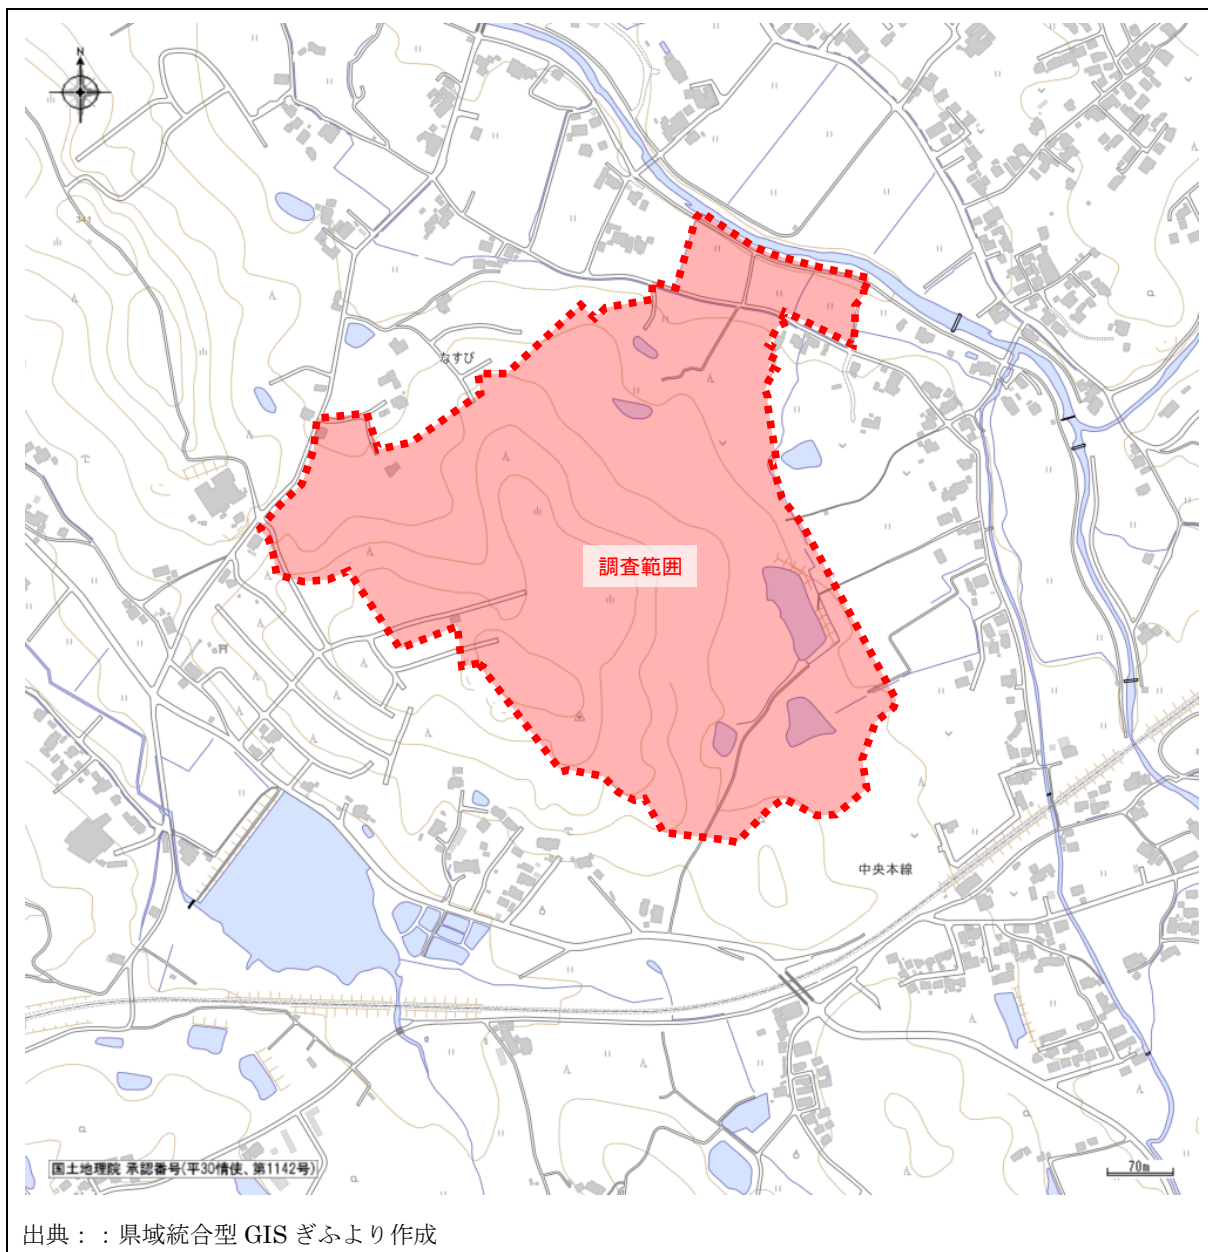 N
341
なすび
調査範囲
中央本線
国土地理院 承認番号(平30情使、第1142号)
70m
出典：：県域統合型 GIS ぎふより作成